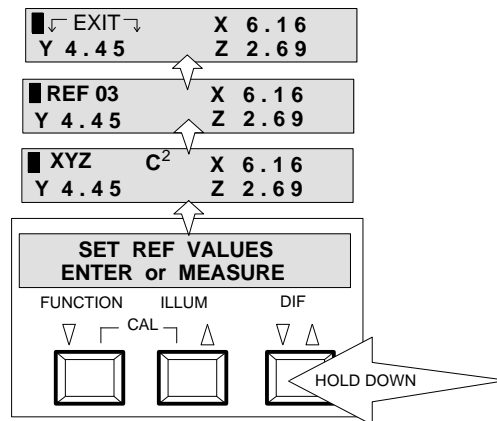 EXIT X 6.16
Y 4.45 Z 2.69
REF 03 X 6.16
Y 4.45 Z 2.69
XYZ C² X 6.16
Y 4.45 Z 2.69
SET REF VALUES
ENTER or MEASURE
FUNCTION ILLUM DIF
CAL
HOLD DOWN